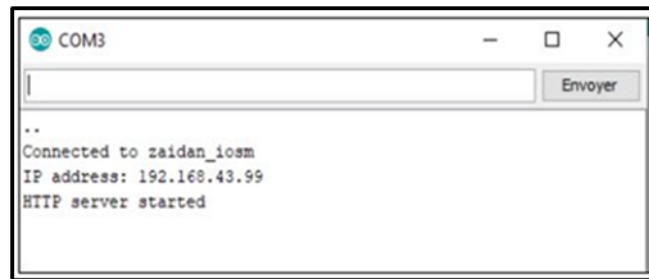 COM3
Envoyer
..
Connected to zaidan_iosm
IP address: 192.168.43.99
HTTP server started